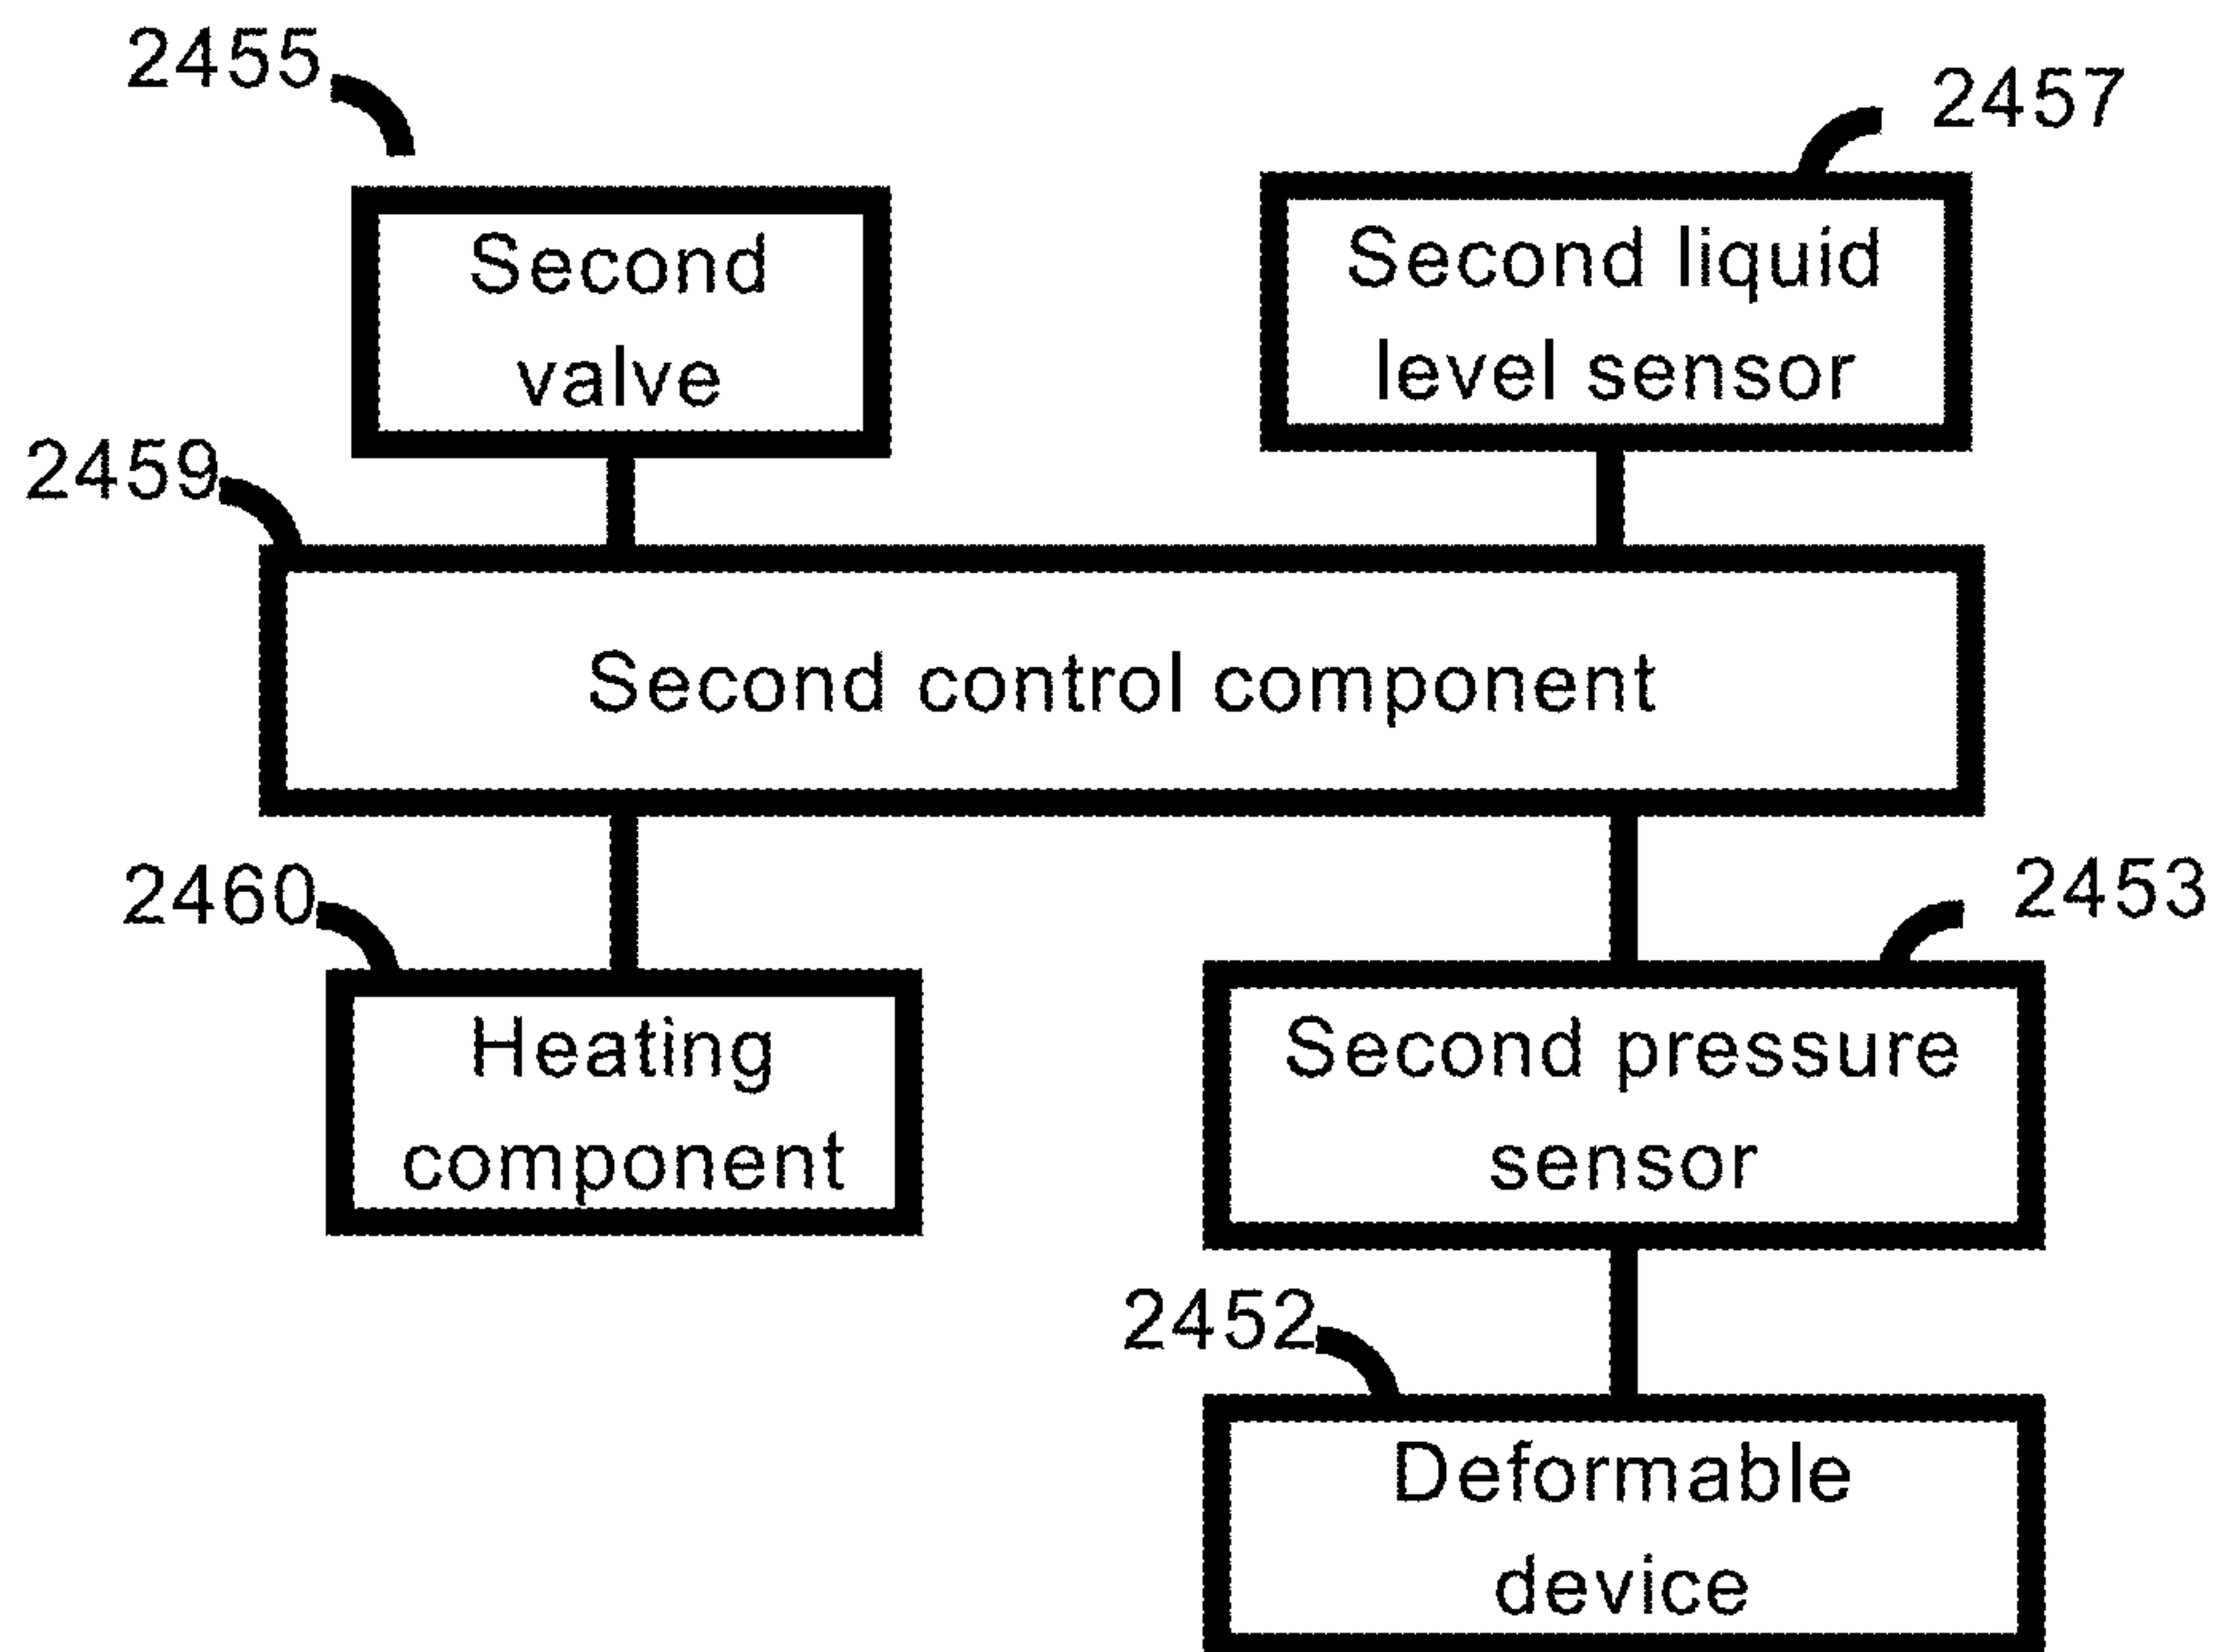 2455
2457
Second
valve
Second liquid
level sensor
2459
Second control component
2460
2453
Heating
component
Second pressure
sensor
2452
Deformable
device